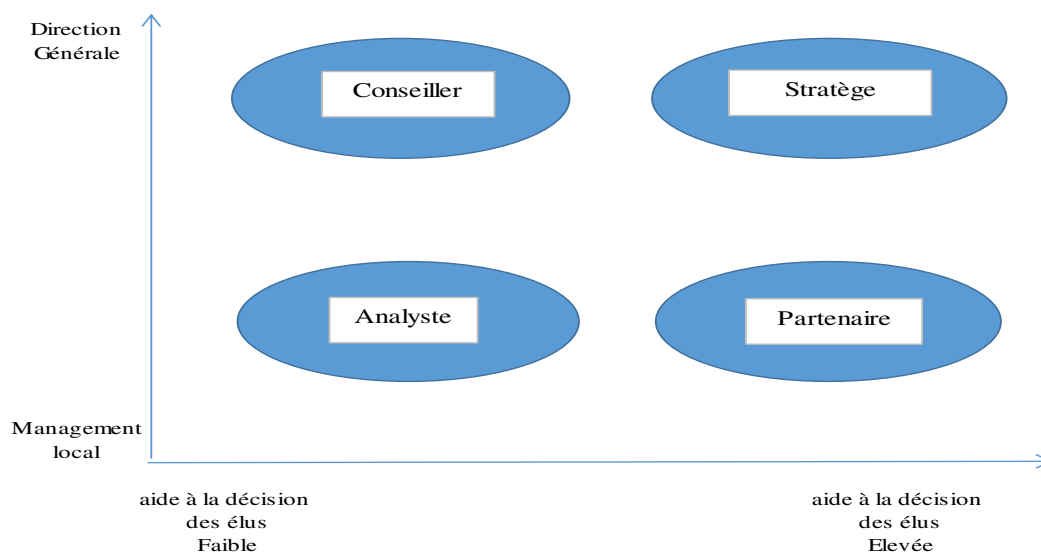 Direction
Générale
Conseiller
Stratège
Analyste
Partenaire
Management
local
aide à la décision
des élus
Faible
aide à la décision
des élus
Elevée